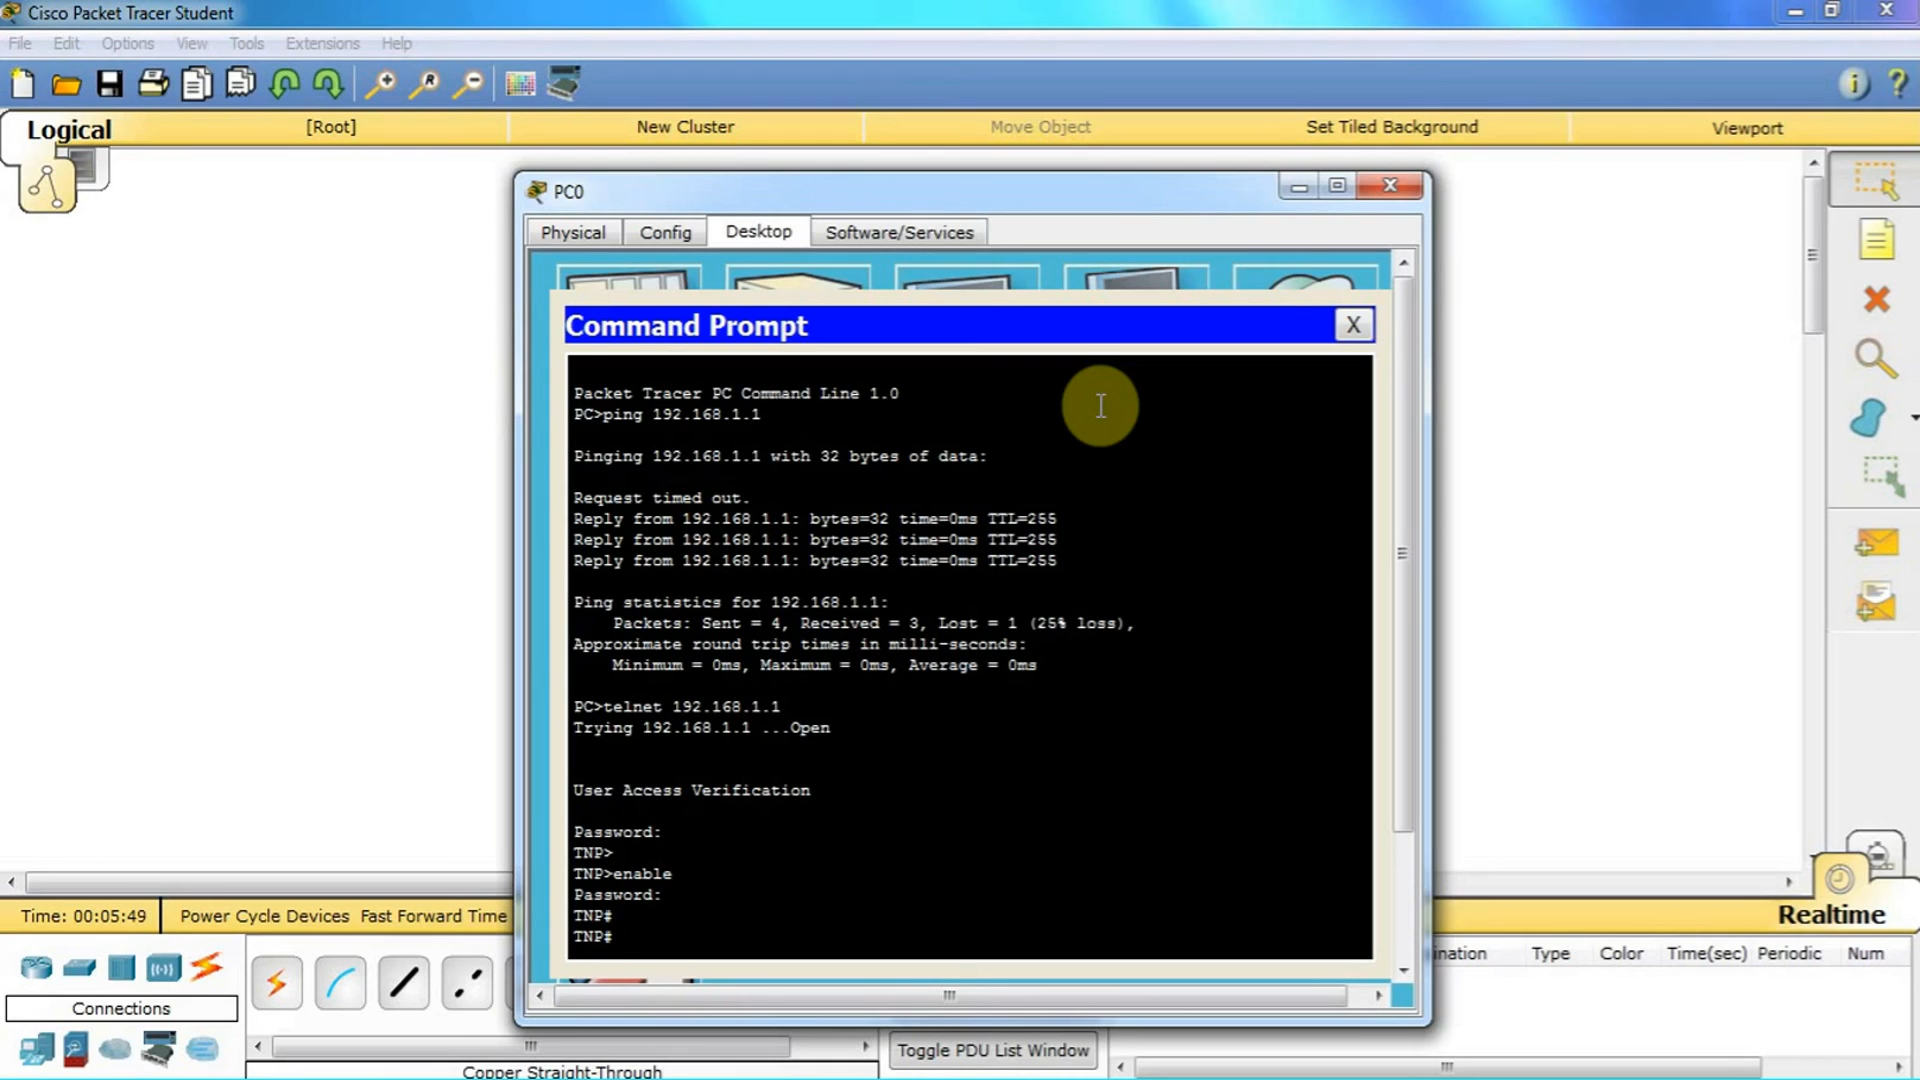 Cisco Packet Tracer Student
File Edit Options View Tools Extensions Help
Logical [Root] New Cluster Move Object Set Tiled Background Viewport
PC0
Physical Config Desktop Software/Services
Command Prompt X
Packet Tracer PC Command Line 1.0
PC>ping 192.168.1.1
Pinging 192.168.1.1 with 32 bytes of data:
Request timed out.
Reply from 192.168.1.1: bytes=32 time=0ms TTL=255
Reply from 192.168.1.1: bytes=32 time=0ms TTL=255
Reply from 192.168.1.1: bytes=32 time=0ms TTL=255
Ping statistics for 192.168.1.1:
Packets: Sent = 4, Received = 3, Lost = 1 (25% loss),
Approximate round trip times in milli-seconds:
Minimum = 0ms, Maximum = 0ms, Average = 0ms
PC>telnet 192.168.1.1
Trying 192.168.1.1 ...Open
User Access Verification
Password:
TNP>
TNP>enable
Password:
TNP#
TNP#
Time: 00:05:49 Power Cycle Devices Fast Forward Time Realtime
ination Type Color Time(sec) Periodic Num
Connections
Toggle PDU List Window
Copper Straight-Through